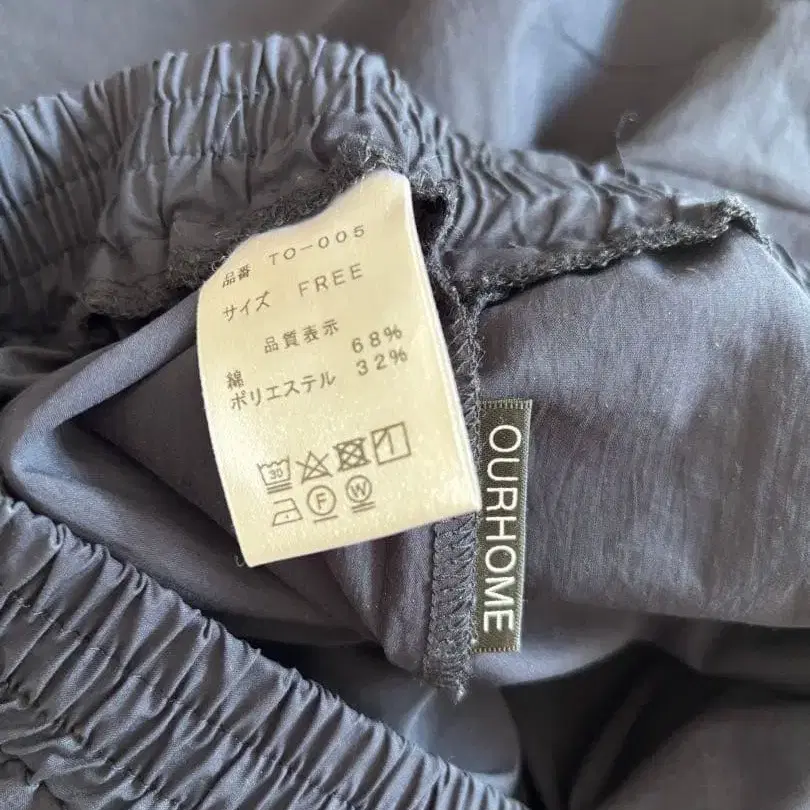 品番 TO-005
サイズ FREE
品質表示
綿 68%
ポリエステル 32%
30
F W
OURHOME